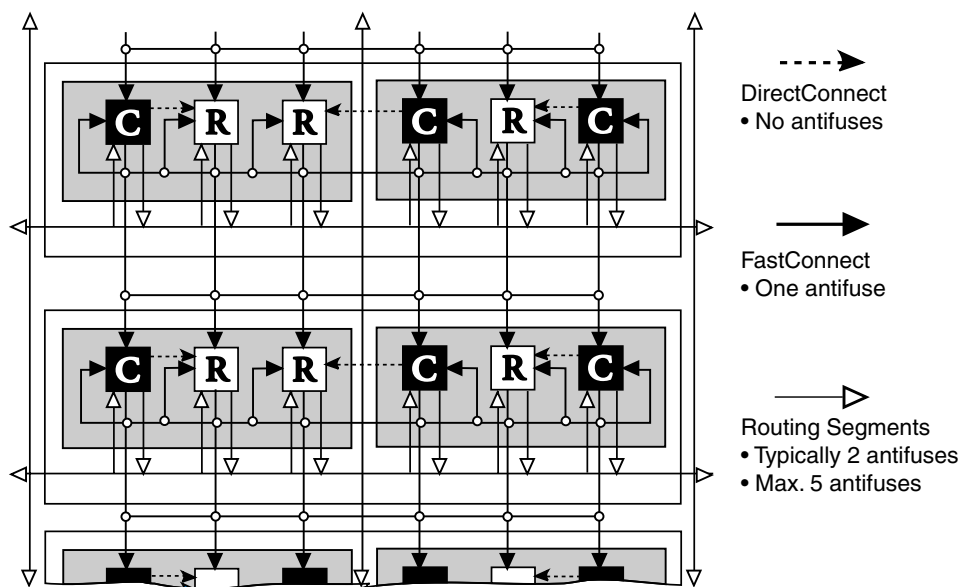 C R R C R C
DirectConnect
• No antifuses
FastConnect
• One antifuse
C R R C R C
Routing Segments
• Typically 2 antifuses
• Max. 5 antifuses